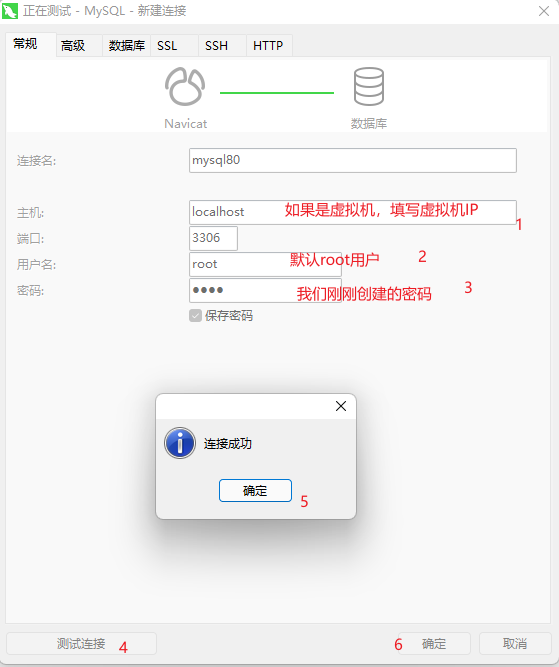 正在测试 - MySQL - 新建连接
常规 高级 数据库 SSL SSH HTTP
Navicat 数据库
连接名: mysql80
主机: localhost 如果是虚拟机，填写虚拟机IP 1
端口: 3306
用户名: root 默认root用户 2
密码: ●●●● 我们刚刚创建的密码 3
保存密码
连接成功
确定 5
测试连接 4 6 确定 取消